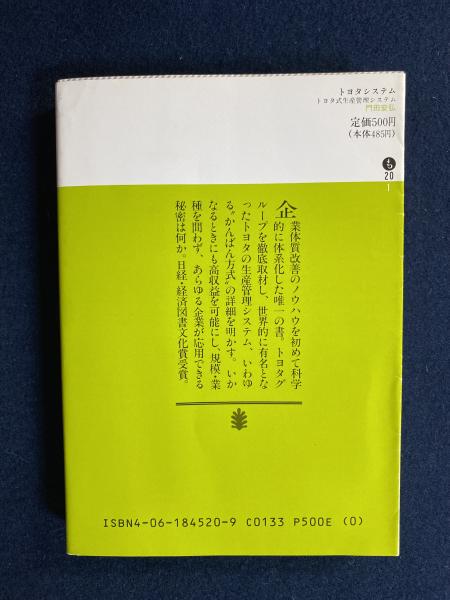 トヨタシステム
トヨタ式生産管理システム
門田安弘
定価500円
(本体485円)
も
20
1
企業体質改善のノウハウを初めて科学
的に体系化した唯一の書。トヨタグ
ループを徹底取材し、世界的に有名とな
ったトヨタの生産管理システム、いわゆ
る〝かんばん方式〟の詳細を明かす。いか
なるときにも高収益を可能にし、規模・業
種を問わず、あらゆる企業が応用できる
秘密は何か。日経・経済図書文化賞受賞。
ISBN4-06-184520-9 C0133 P500E (0)